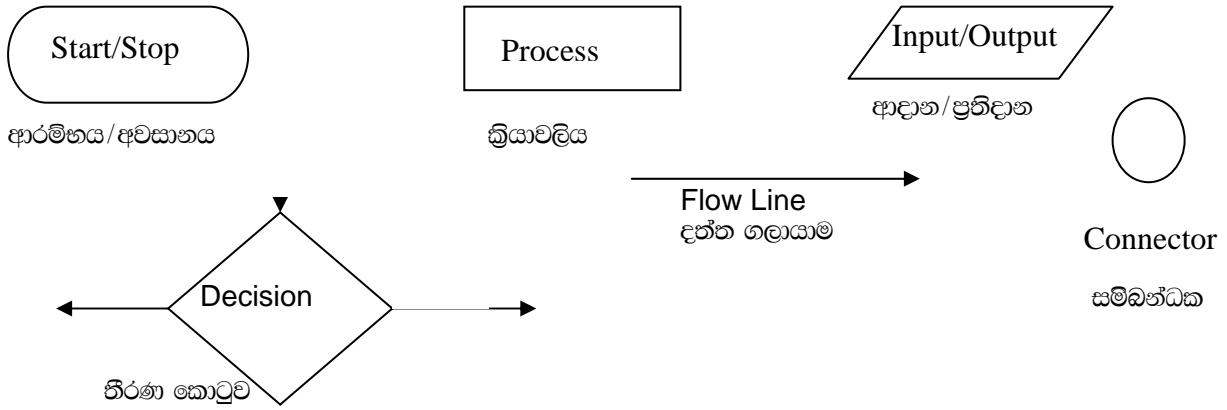 Start/Stop
Process
Input/Output
ආරම්භය/අවසානය
ක්‍රියාවලිය
ආදාන/ප්‍රතිදාන
Flow Line
දත්ත ගලායාම
Connector
සම්බන්ධක
Decision
තීරණ කොටුව